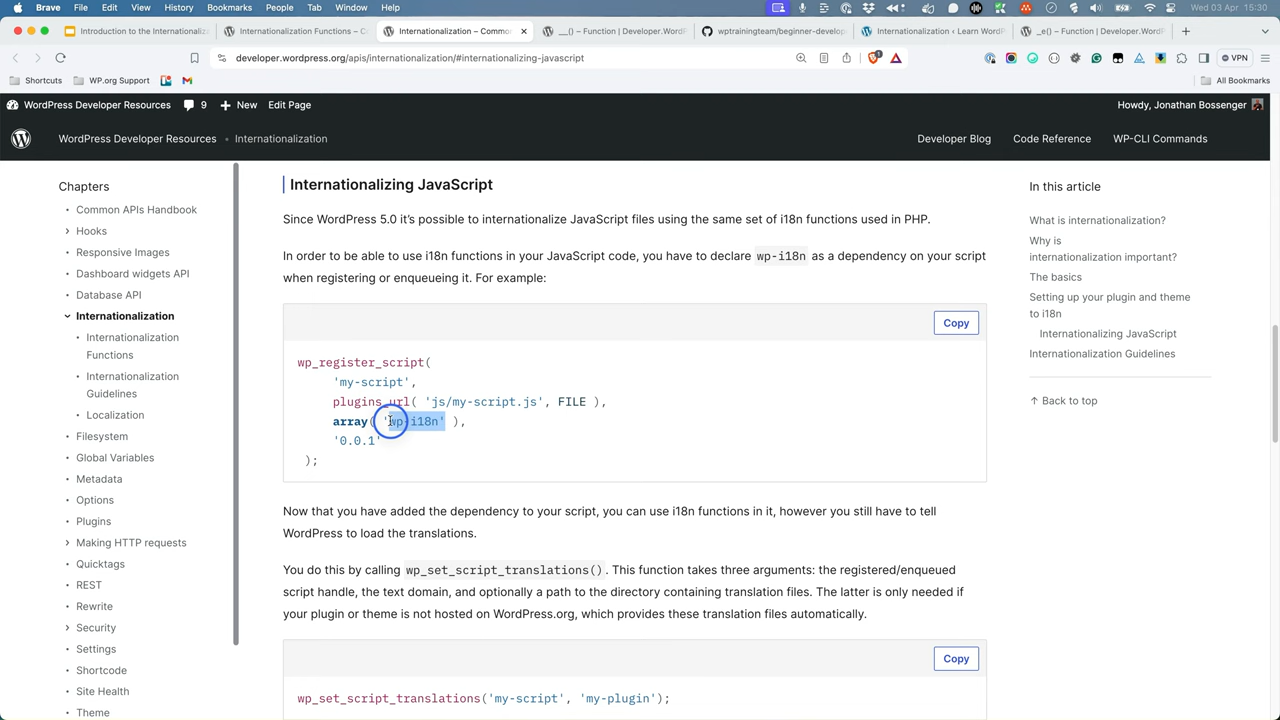 Brave File Edit View History Bookmarks People Tab Window Help
Wed 03 Apr 15:30
Introduction to the Internationaliz
Internationalization Functions – C
Internationalization – Common
__() – Function | Developer.WordP
wptrainingteam/beginner-develop
Internationalization ‹ Learn WordP
_e() – Function | Developer.WordP
developer.wordpress.org/apis/internationalization/#internationalizing-javascript
VPN
Shortcuts
WP.org Support
All Bookmarks
WordPress Developer Resources 9 New Edit Page
Howdy, Jonathan Bossenger
WordPress Developer Resources • Internationalization
Developer Blog Code Reference WP-CLI Commands
Chapters
Common APIs Handbook
Hooks
Responsive Images
Dashboard widgets API
Database API
Internationalization
Internationalization
Functions
Internationalization
Guidelines
Localization
Filesystem
Global Variables
Metadata
Options
Plugins
Making HTTP requests
Quicktags
REST
Rewrite
Security
Settings
Shortcode
Site Health
Theme
Internationalizing JavaScript
Since WordPress 5.0 it’s possible to internationalize JavaScript files using the same set of i18n functions used in PHP.
In order to be able to use i18n functions in your JavaScript code, you have to declare wp-i18n as a dependency on your script
when registering or enqueueing it. For example:
Copy
wp_register_script(
'my-script',
plugins_url( 'js/my-script.js', FILE ),
array( 'wp-i18n' ),
'0.0.1'
);
Now that you have added the dependency to your script, you can use i18n functions in it, however you still have to tell
WordPress to load the translations.
You do this by calling wp_set_script_translations(). This function takes three arguments: the registered/enqueued
script handle, the text domain, and optionally a path to the directory containing translation files. The latter is only needed if
your plugin or theme is not hosted on WordPress.org, which provides these translation files automatically.
Copy
wp_set_script_translations('my-script', 'my-plugin');
In this article
What is internationalization?
Why is
internationalization important?
The basics
Setting up your plugin and theme
to i18n
Internationalizing JavaScript
Internationalization Guidelines
↑ Back to top